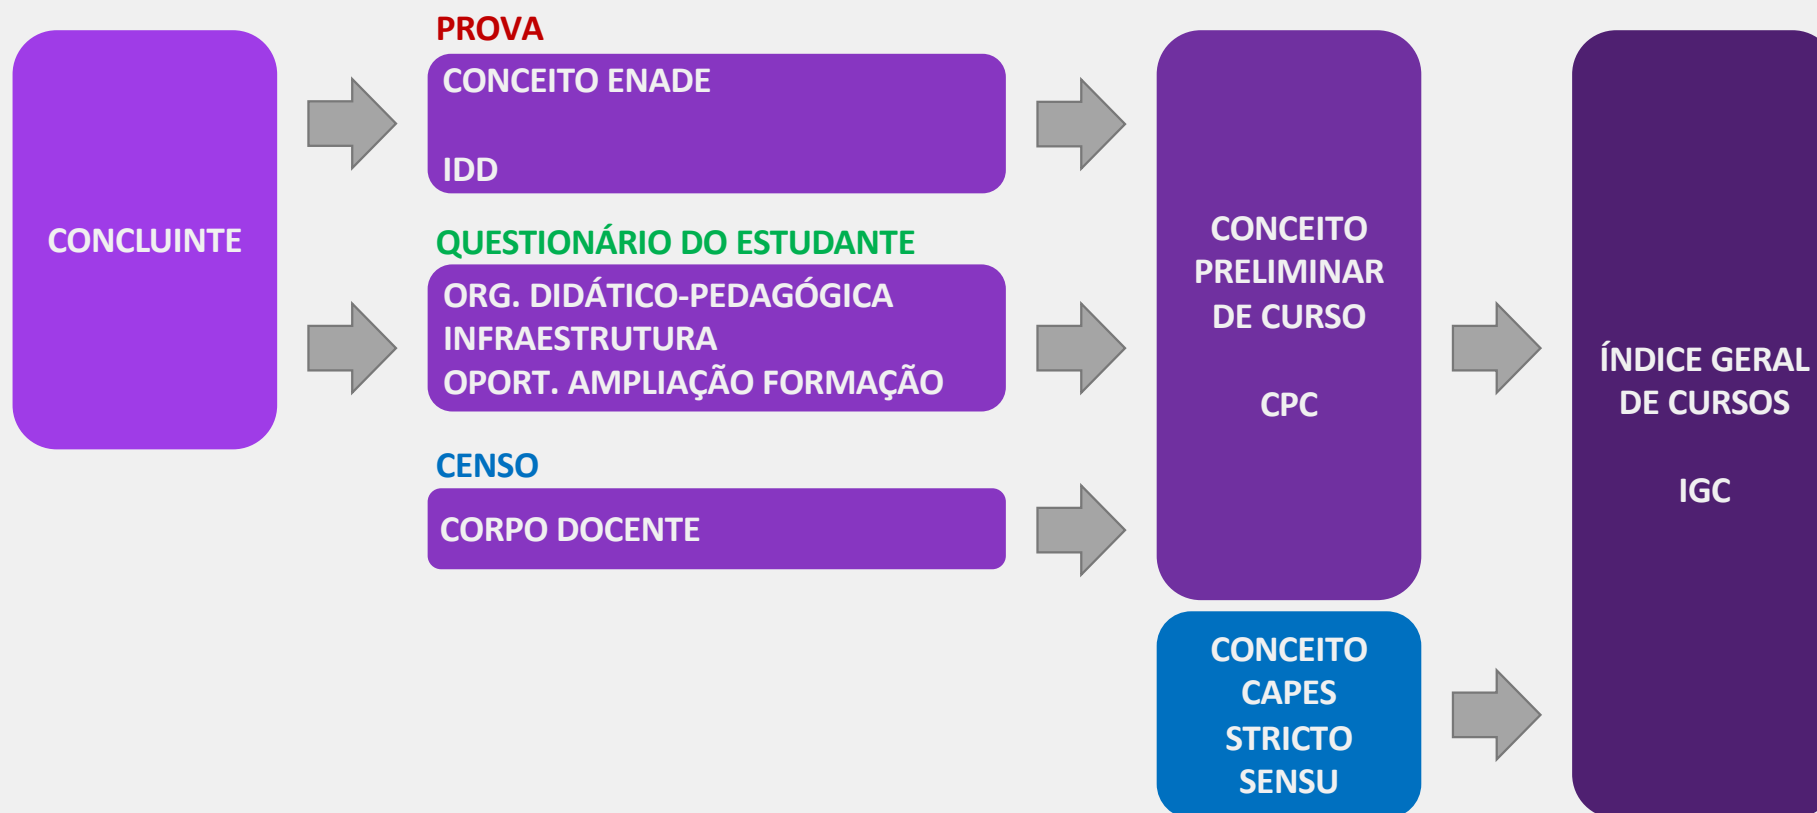 CONCLUINTE
PROVA
CONCEITO ENADE
IDD
QUESTIONÁRIO DO ESTUDANTE
ORG. DIDÁTICO-PEDAGÓGICA
INFRAESTRUTURA
OPORT. AMPLIAÇÃO FORMAÇÃO
CENSO
CORPO DOCENTE
CONCEITO
PRELIMINAR
DE CURSO
CPC
CONCEITO
CAPES
STRICTO
SENSU
ÍNDICE GERAL
DE CURSOS
IGC